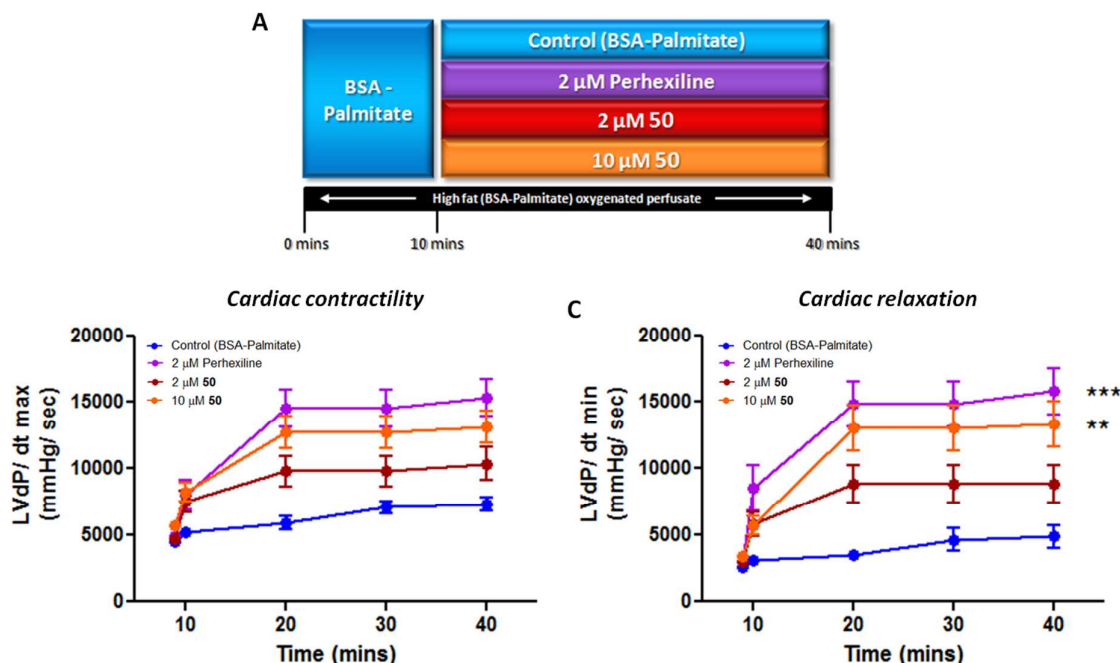 A
BSA -
Palmitate
Control (BSA-Palmitate)
2 µM Perhexiline
2 µM 50
10 µM 50
High fat (BSA-Palmitate) oxygenated perfusate
0 mins
10 mins
40 mins
Cardiac contractility
20000
15000
10000
5000
0
LVdP/ dt max
(mmHg/ sec)
Control (BSA-Palmitate)
2 µM Perhexiline
2 µM 50
10 µM 50
10
20
30
40
Time (mins)
C
Cardiac relaxation
20000
15000
10000
5000
0
LVdP/ dt min
(mmHg/ sec)
Control (BSA-Palmitate)
2 µM Perhexiline
2 µM 50
10 µM 50
***
**
10
20
30
40
Time (mins)